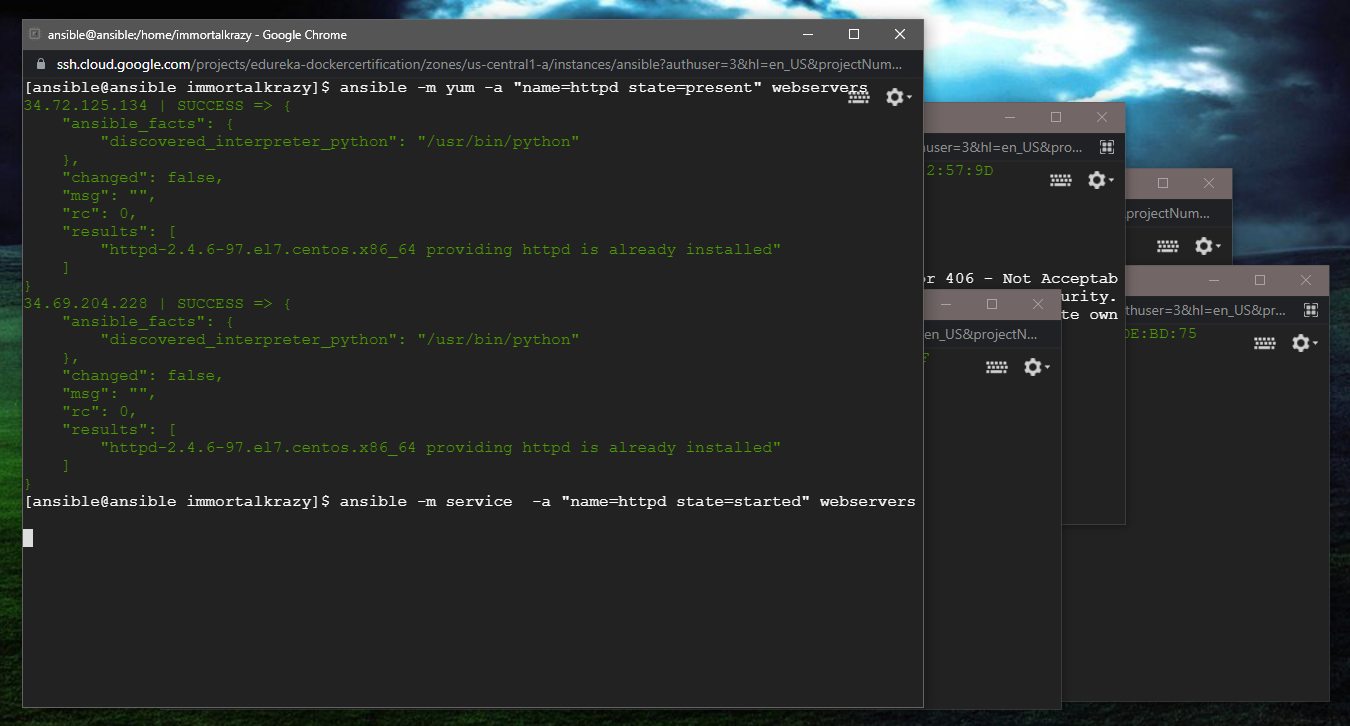 ansible@ansible:/home/immortalkrazy - Google Chrome
ssh.cloud.google.com/projects/edureka-dockercertification/zones/us-central1-a/instances/ansible?authuser=3&hl=en_US&projectNum...
[ansible@ansible immortalkrazy]$ ansible -m yum -a "name=httpd state=present" webservers
34.72.125.134 | SUCCESS => {
    "ansible_facts": {
        "discovered_interpreter_python": "/usr/bin/python"
    },
    "changed": false,
    "msg": "",
    "rc": 0,
    "results": [
        "httpd-2.4.6-97.el7.centos.x86_64 providing httpd is already installed"
    ]
}
34.69.204.228 | SUCCESS => {
    "ansible_facts": {
        "discovered_interpreter_python": "/usr/bin/python"
    },
    "changed": false,
    "msg": "",
    "rc": 0,
    "results": [
        "httpd-2.4.6-97.el7.centos.x86_64 providing httpd is already installed"
    ]
}
[ansible@ansible immortalkrazy]$ ansible -m service  -a "name=httpd state=started" webservers
user=3&hl=en_US&pro...
2:57:9D
or 406 - Not Acceptab
urity.
te own
projectNum...
en_US&projectN...
F
thuser=3&hl=en_US&pr...
DE:BD:75